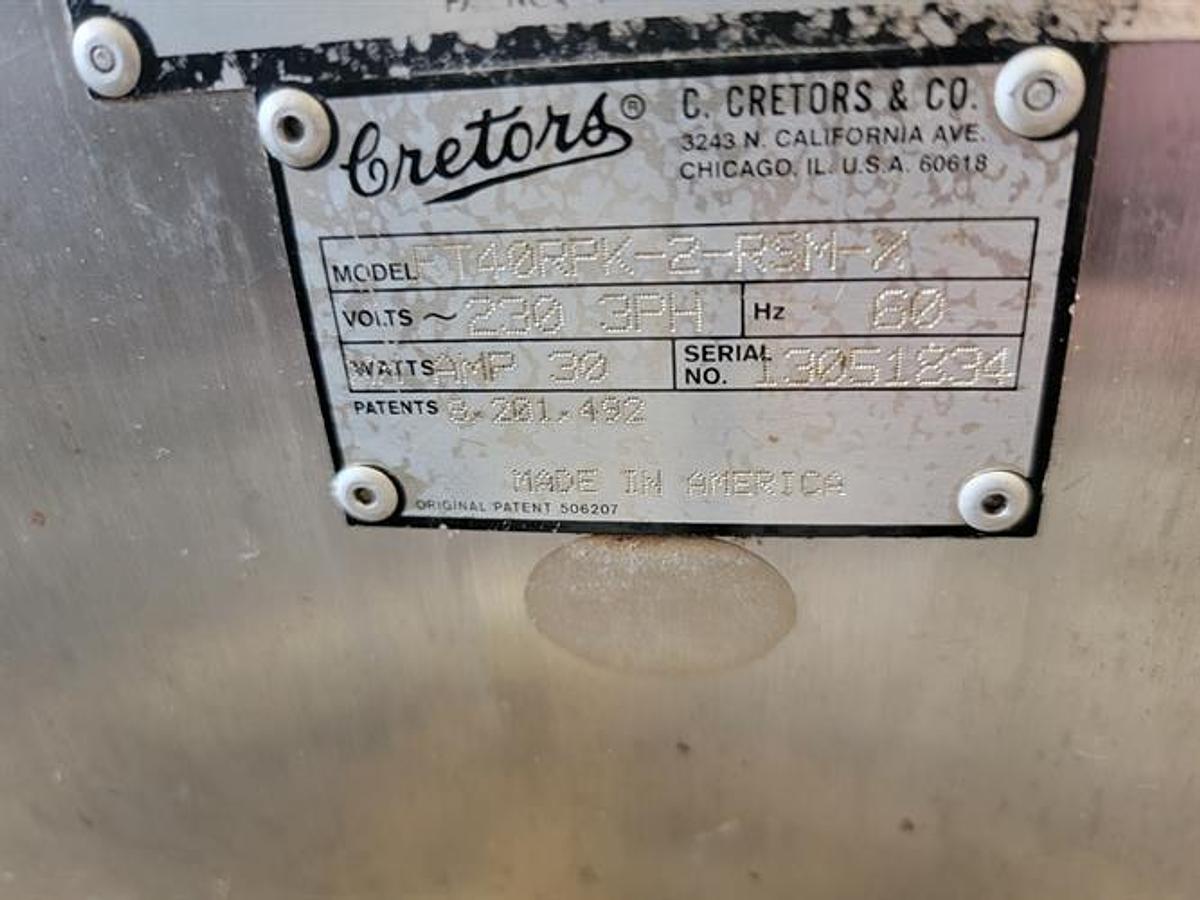 Cretors®
C. CRETORS & CO.
3243 N. CALIFORNIA AVE.
CHICAGO, IL. U.S.A. 60618
MODEL FT40RPK-2-RSM-X
VOLTS ~ 230 3PH Hz 60
WATTS AMP 30 SERIAL NO. 13051834
PATENTS 8,201,492
MADE IN AMERICA
ORIGINAL PATENT 506207